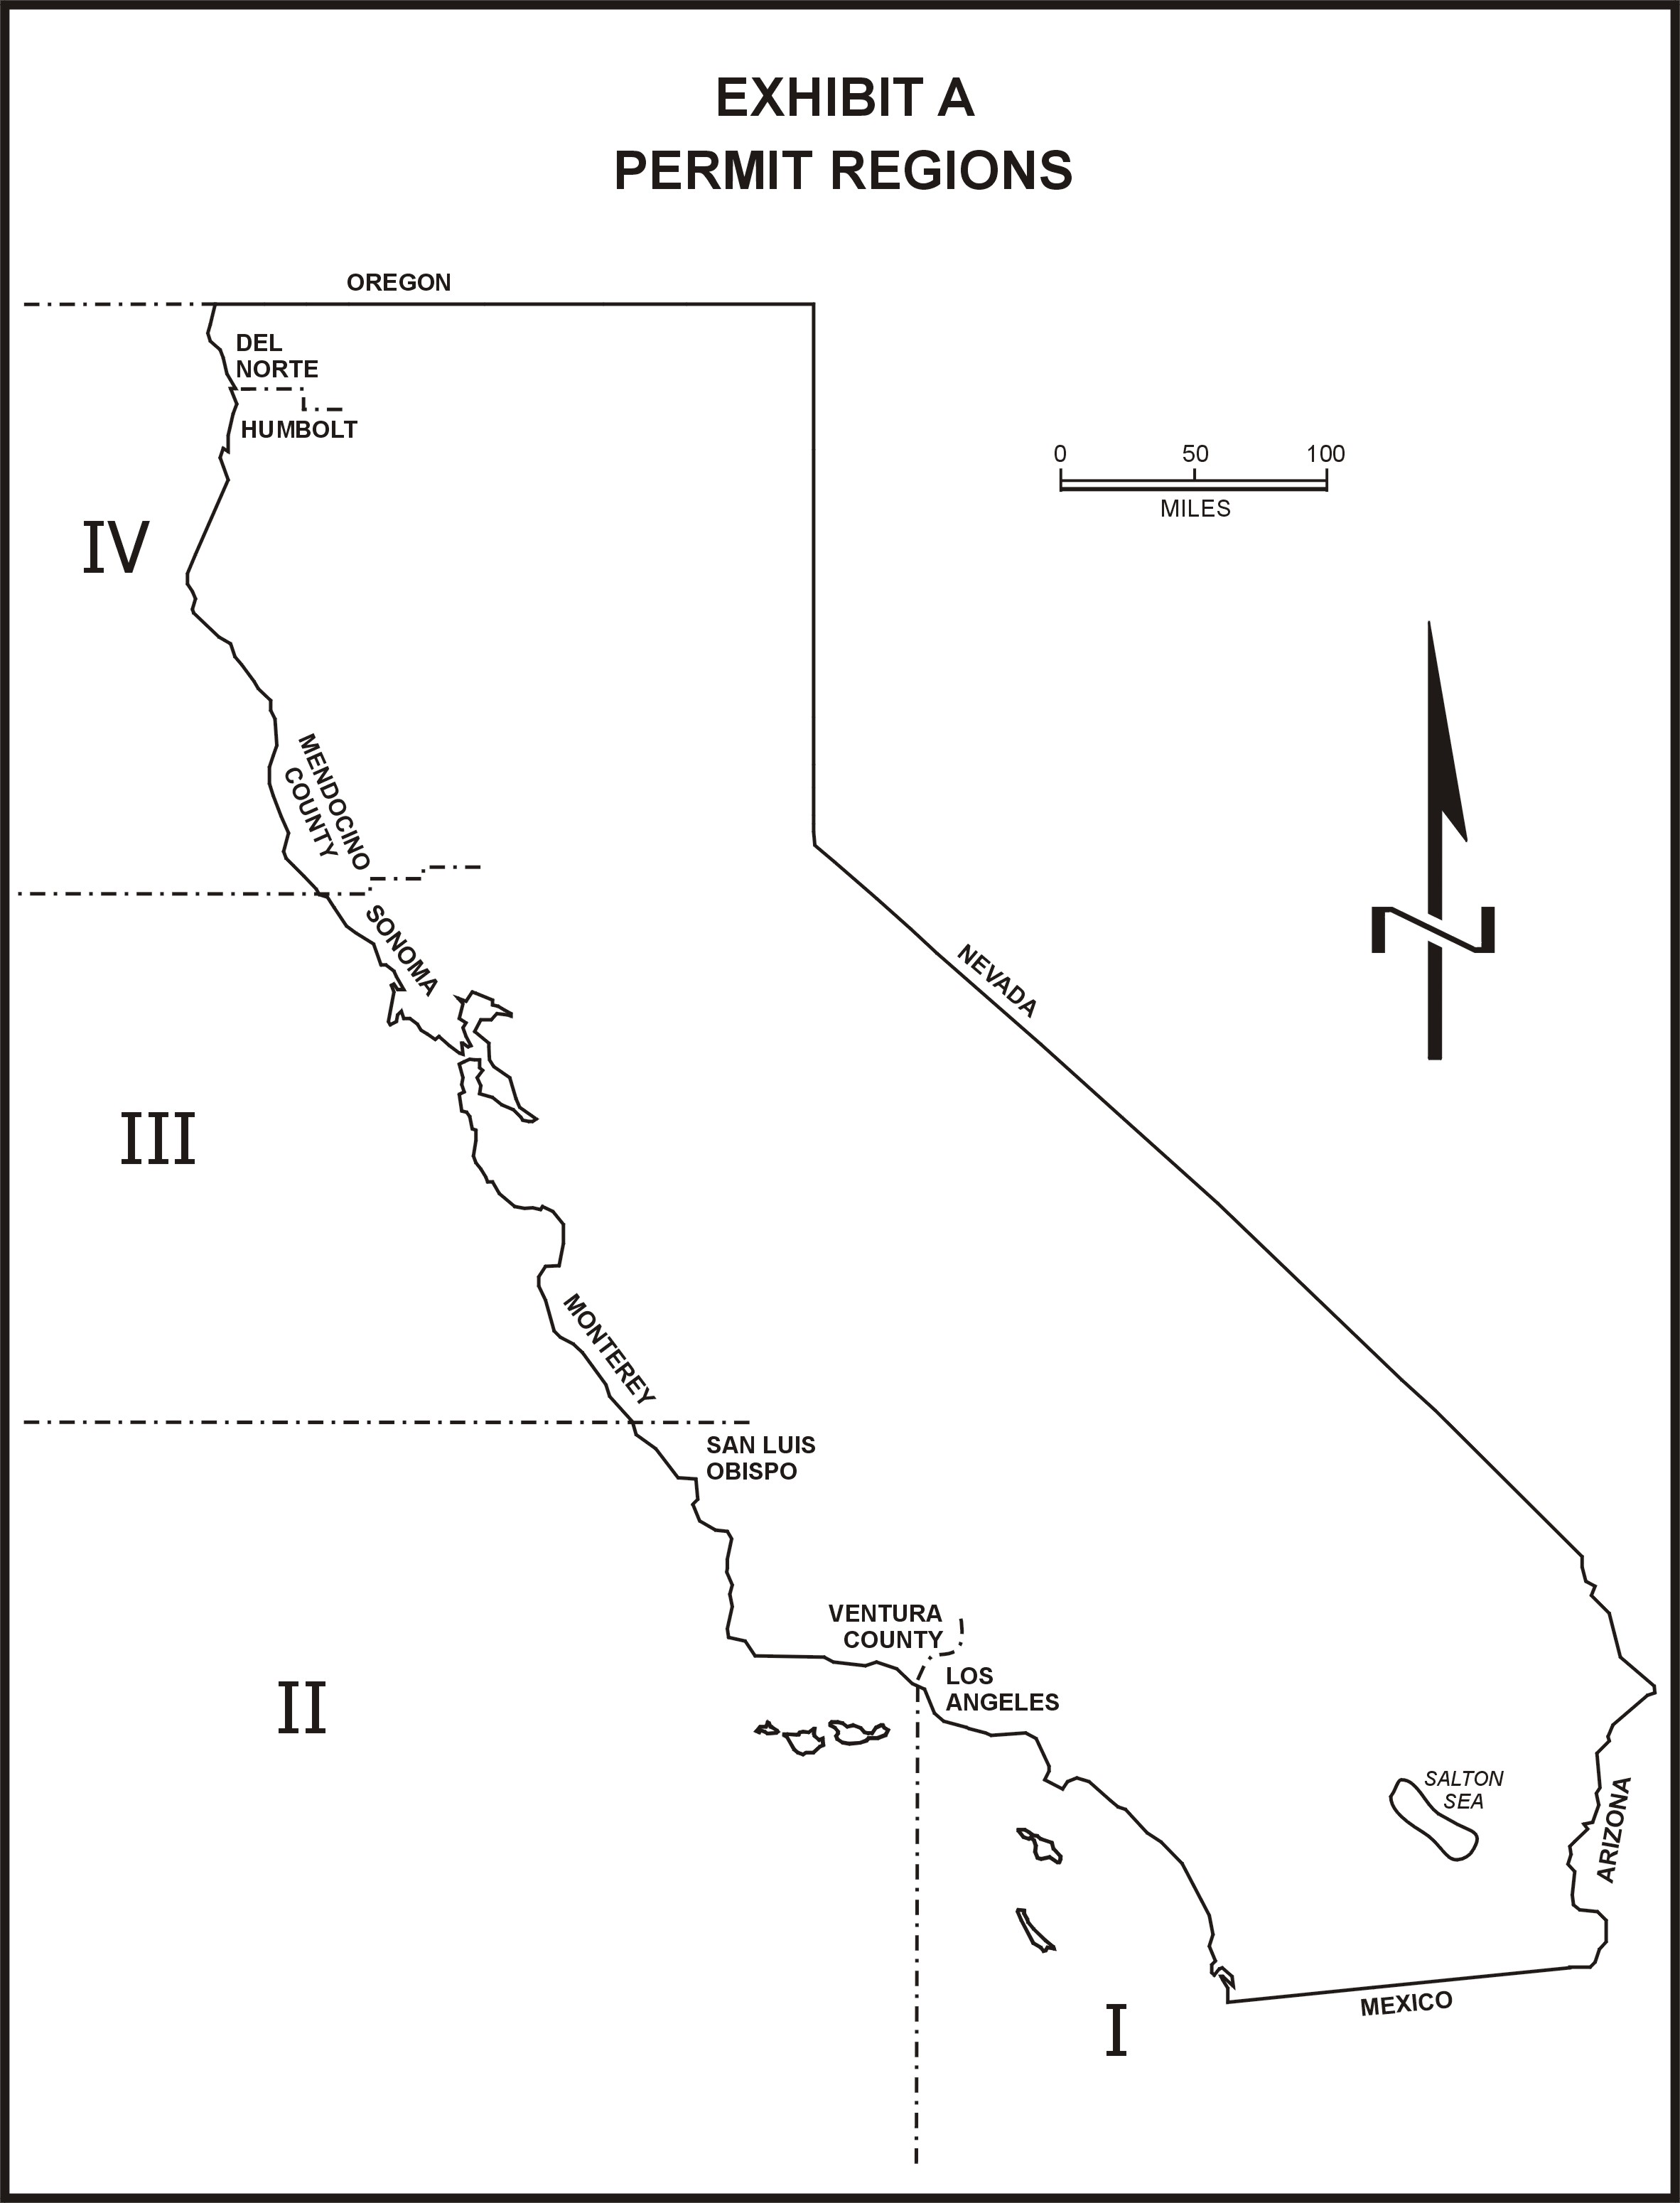 EXHIBIT A
PERMIT REGIONS
OREGON
DEL
NORTE
HUMBOLT
0 50 100
MILES
IV
MENDOCINO
COUNTY
SONOMA
NEVADA
N
III
MONTEREY
SAN LUIS
OBISPO
VENTURA
COUNTY
LOS
ANGELES
II
SALTON
SEA
ARIZONA
MEXICO
I